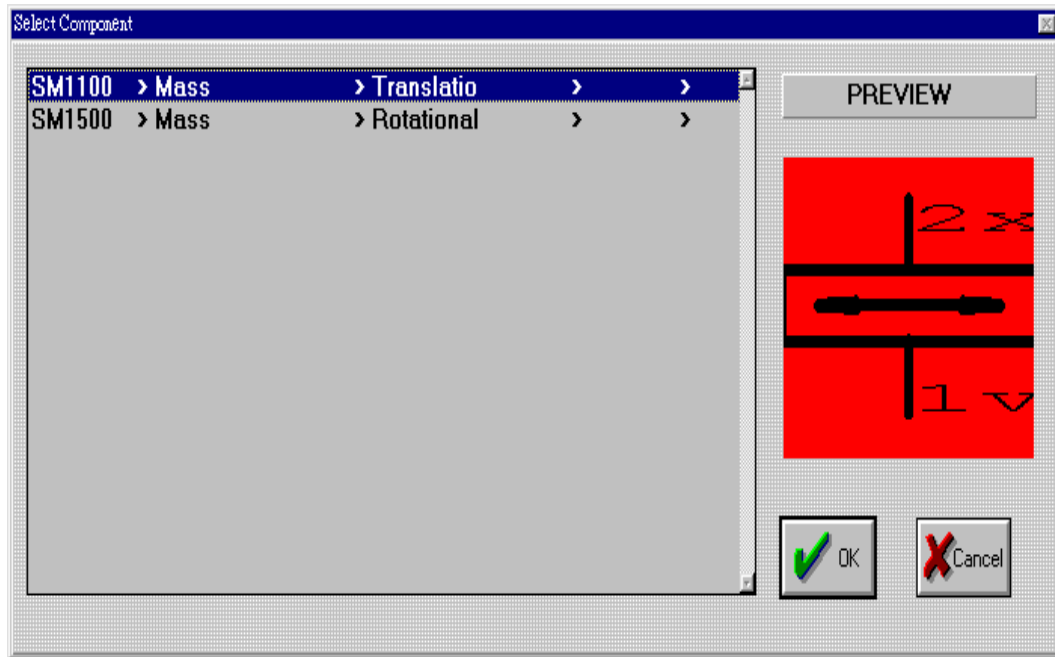 Select Component
SM1100 > Mass > Translatio > >
SM1500 > Mass > Rotational > >
PREVIEW
2 x
1 v
OK
Cancel